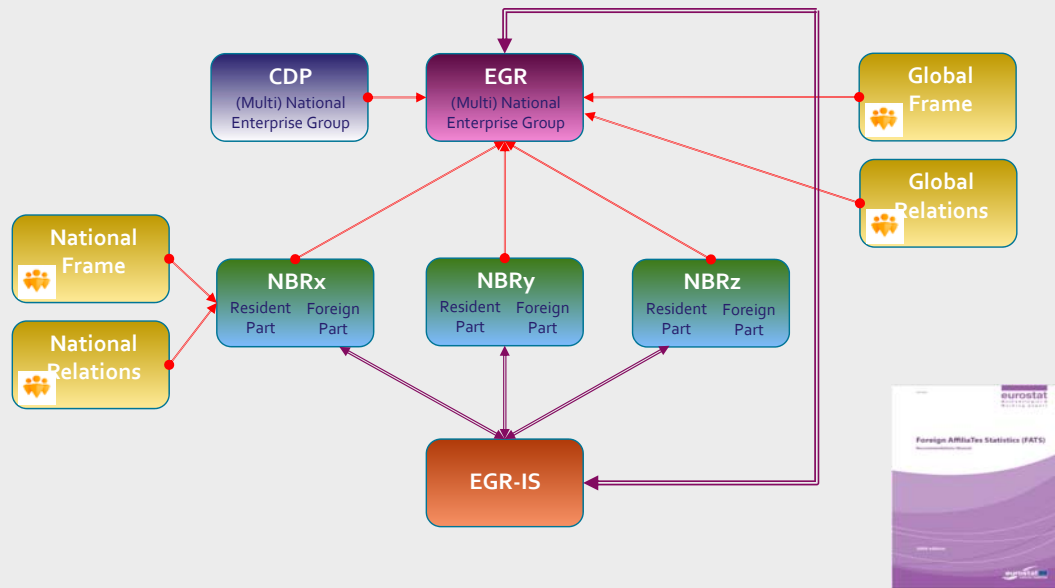 CDP
(Multi) National
Enterprise Group
EGR
(Multi) National
Enterprise Group
Global
Frame
Global
Relations
National
Frame
National
Relations
NBRx
Resident Part
Foreign Part
NBRy
Resident Part
Foreign Part
NBRz
Resident Part
Foreign Part
EGR-IS
eurostat
Foreign AffiliaTes Statistics (FATS)
eurostat